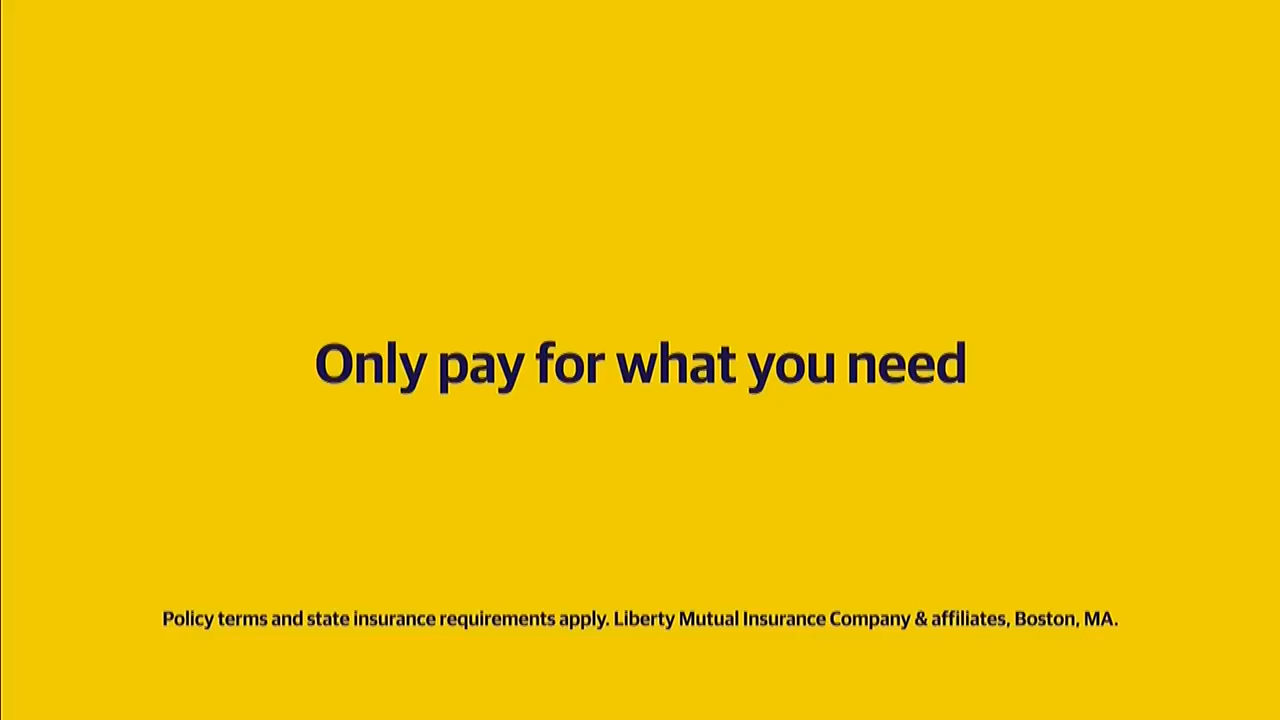 Only pay for what you need
Policy terms and state insurance requirements apply. Liberty Mutual Insurance Company & affiliates, Boston, MA.